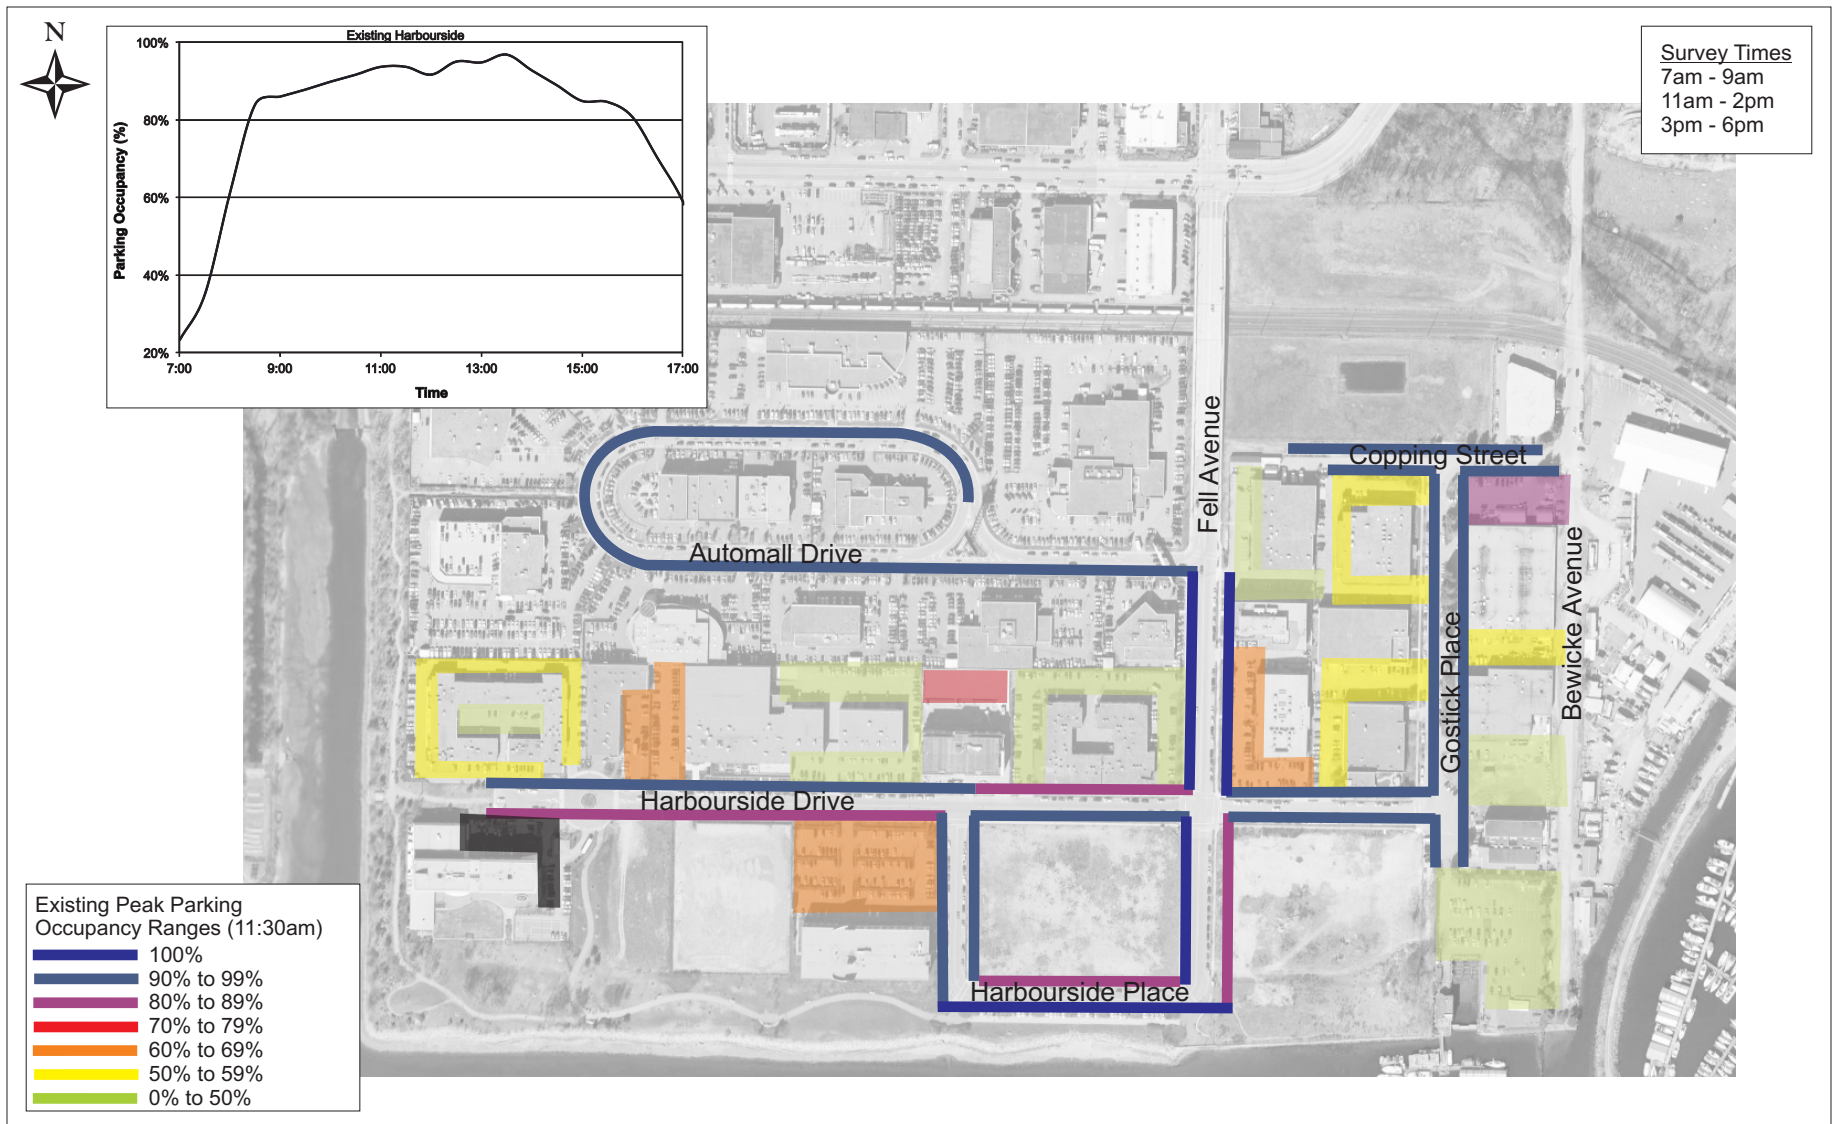 N
Existing Harbourside
100%
80%
60%
40%
20%
Parking Occupancy (%)
7:00 9:00 11:00 13:00 15:00 17:00
Time
Survey Times
7am - 9am
11am - 2pm
3pm - 6pm
Copping Street
Fell Avenue
Automall Drive
Gostick Place
Bewicke Avenue
Harbourside Drive
Harbourside Place
Existing Peak Parking
Occupancy Ranges (11:30am)
100%
90% to 99%
80% to 89%
70% to 79%
60% to 69%
50% to 59%
0% to 50%